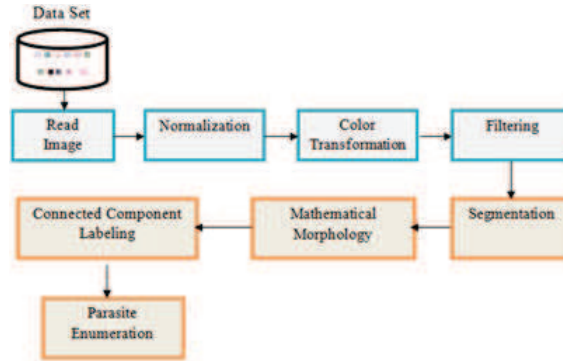 Data Set
Read
Image
Normalization
Color
Transformation
Filtering
Connected Component
Labeling
Mathematical
Morphology
Segmentation
Parasite
Enumeration